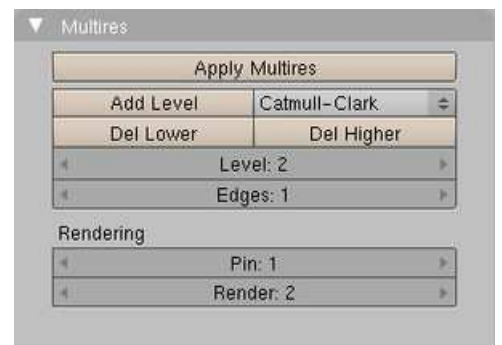 Multires
Apply Multires
Add Level Catmull-Clark
Del Lower Del Higher
Level: 2
Edges: 1
Rendering
Pin: 1
Render: 2